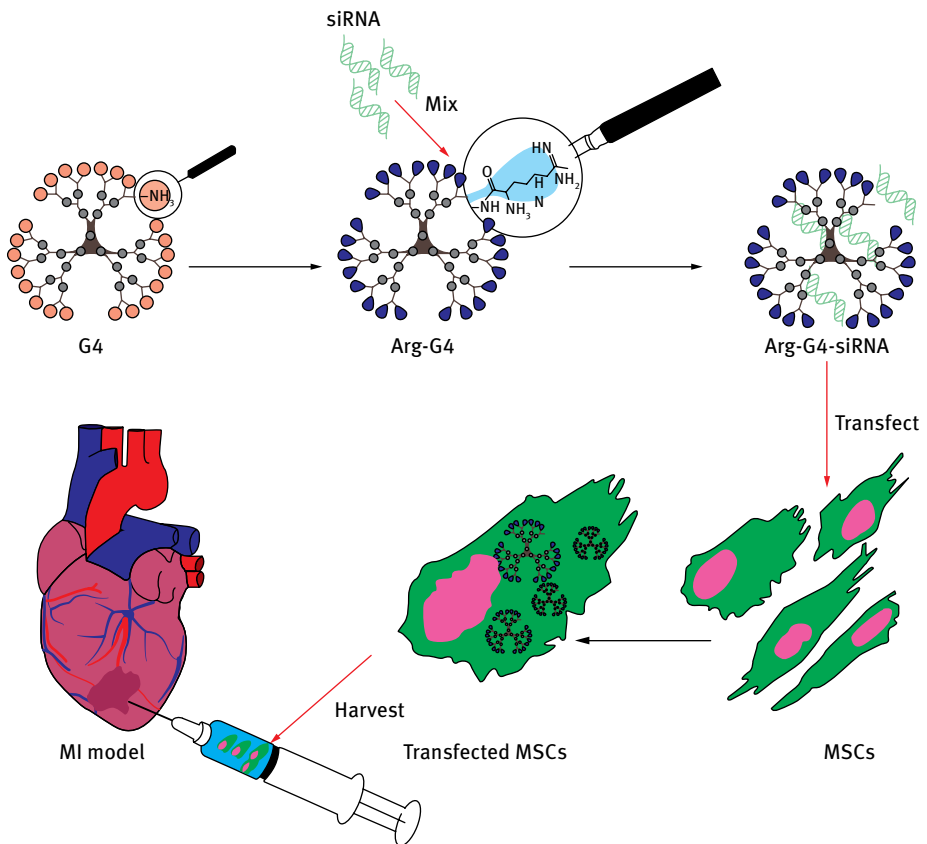 siRNA
Mix
NH3
O
HN
NH2
H
N
NH
NH3
G4
Arg-G4
Arg-G4-siRNA
Transfect
Harvest
MI model
Transfected MSCs
MSCs